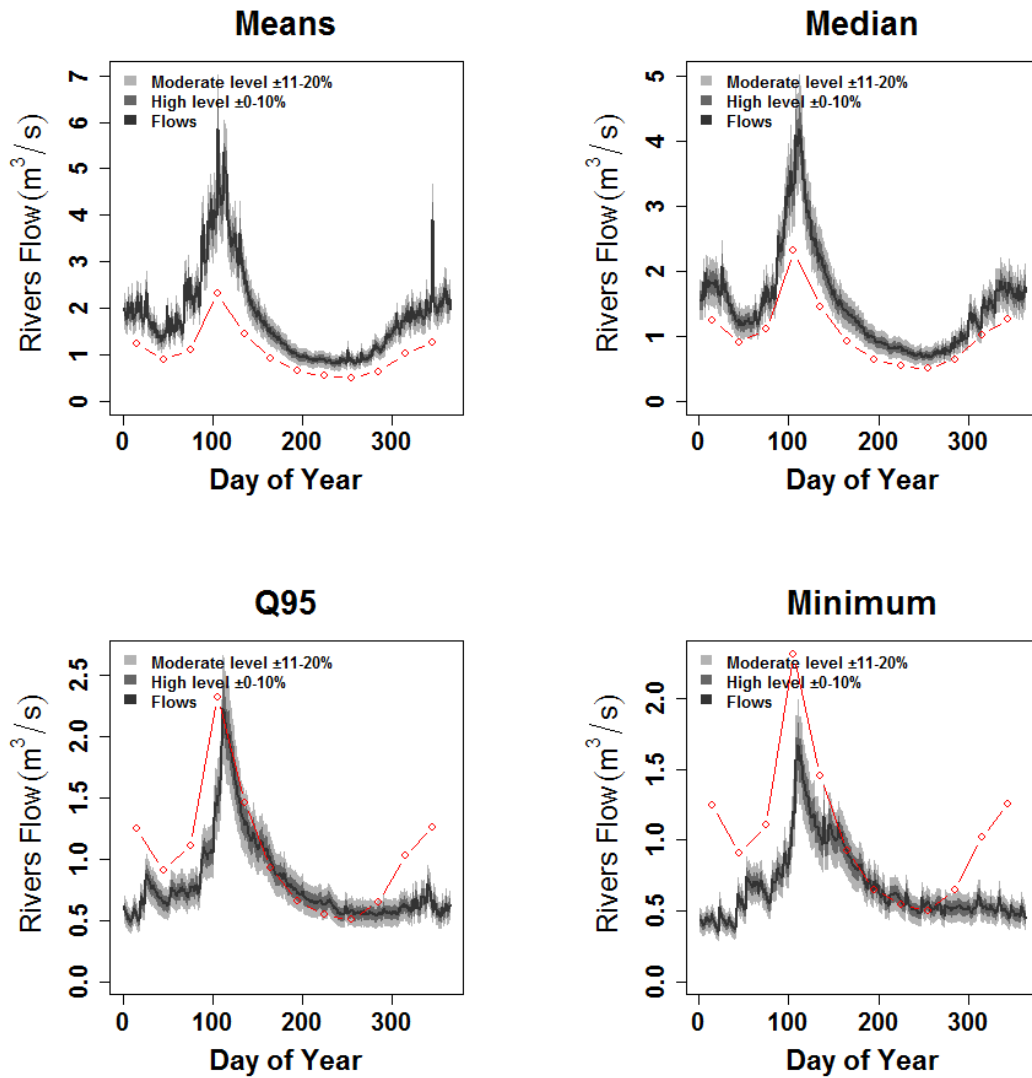 Means
Rivers Flow (m³/s)
7
6
5
4
3
2
1
0
Moderate level ±11-20%
High level ±0-10%
Flows
0 100 200 300
Day of Year
Median
Rivers Flow (m³/s)
5
4
3
2
1
0
Moderate level ±11-20%
High level ±0-10%
Flows
0 100 200 300
Day of Year
Q95
Rivers Flow (m³/s)
2.5
2.0
1.5
1.0
0.5
0.0
Moderate level ±11-20%
High level ±0-10%
Flows
0 100 200 300
Day of Year
Minimum
Rivers Flow (m³/s)
2.0
1.5
1.0
0.5
0.0
Moderate level ±11-20%
High level ±0-10%
Flows
0 100 200 300
Day of Year